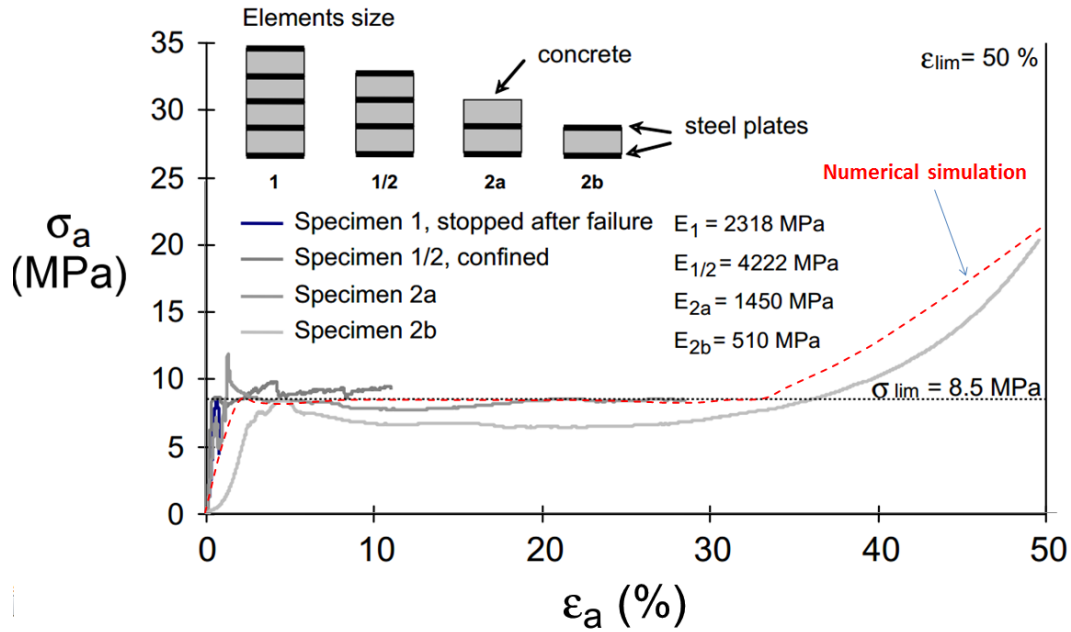 Elements size
concrete
steel plates
1
1/2
2a
2b
εlim= 50 %
Numerical simulation
Specimen 1, stopped after failure
Specimen 1/2, confined
Specimen 2a
Specimen 2b
E1 = 2318 MPa
E1/2 = 4222 MPa
E2a = 1450 MPa
E2b = 510 MPa
σ lim = 8.5 MPa
σa
(MPa)
40
35
30
25
20
15
10
5
0
0
10
20
30
40
50
εa (%)